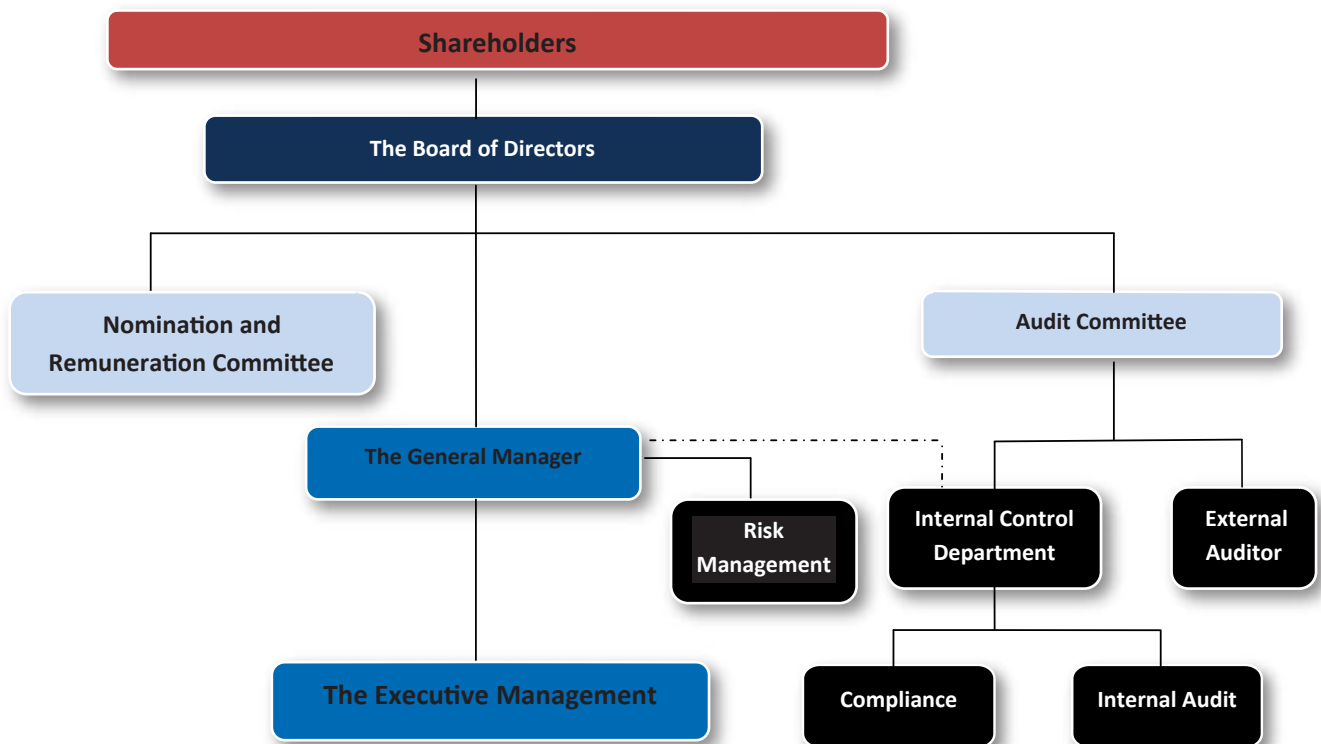 Shareholders
The Board of Directors
Nomination and
Remuneration Committee
Audit Committee
The General Manager
Risk
Management
Internal Control
Department
External
Auditor
The Executive Management
Compliance
Internal Audit